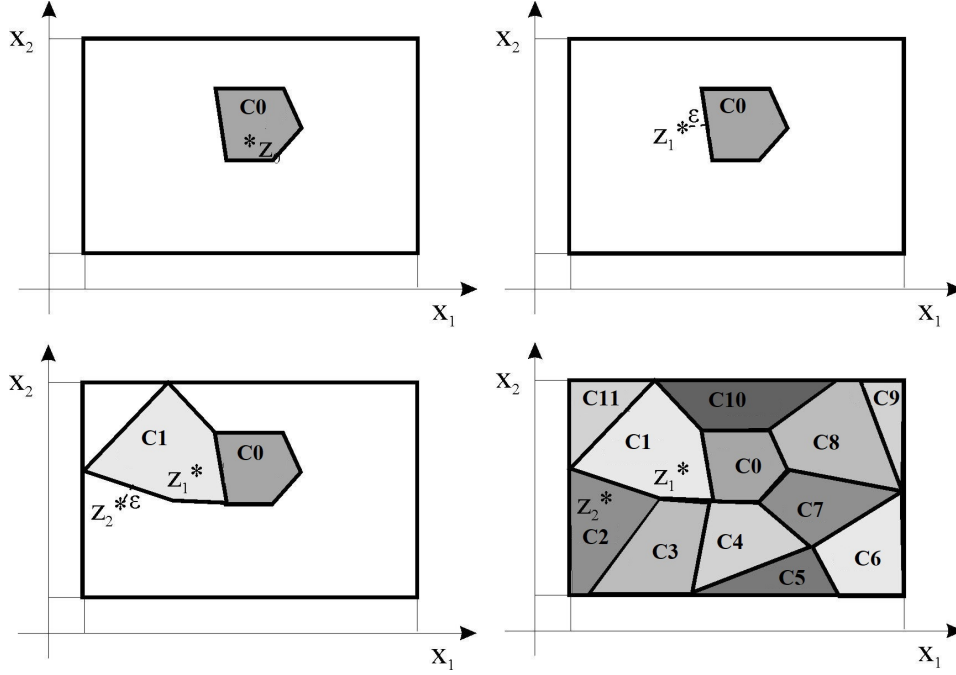 X₂
C0
*Z₀
X₁
X₂
C0
ε
Z₁*
X₁
X₂
C1
C0
Z₁*
Z₂*ε
X₁
X₂
C11
C10
C9
C1
C8
C0
Z₁*
Z₂*
C7
C2
C3
C4
C5
C6
X₁